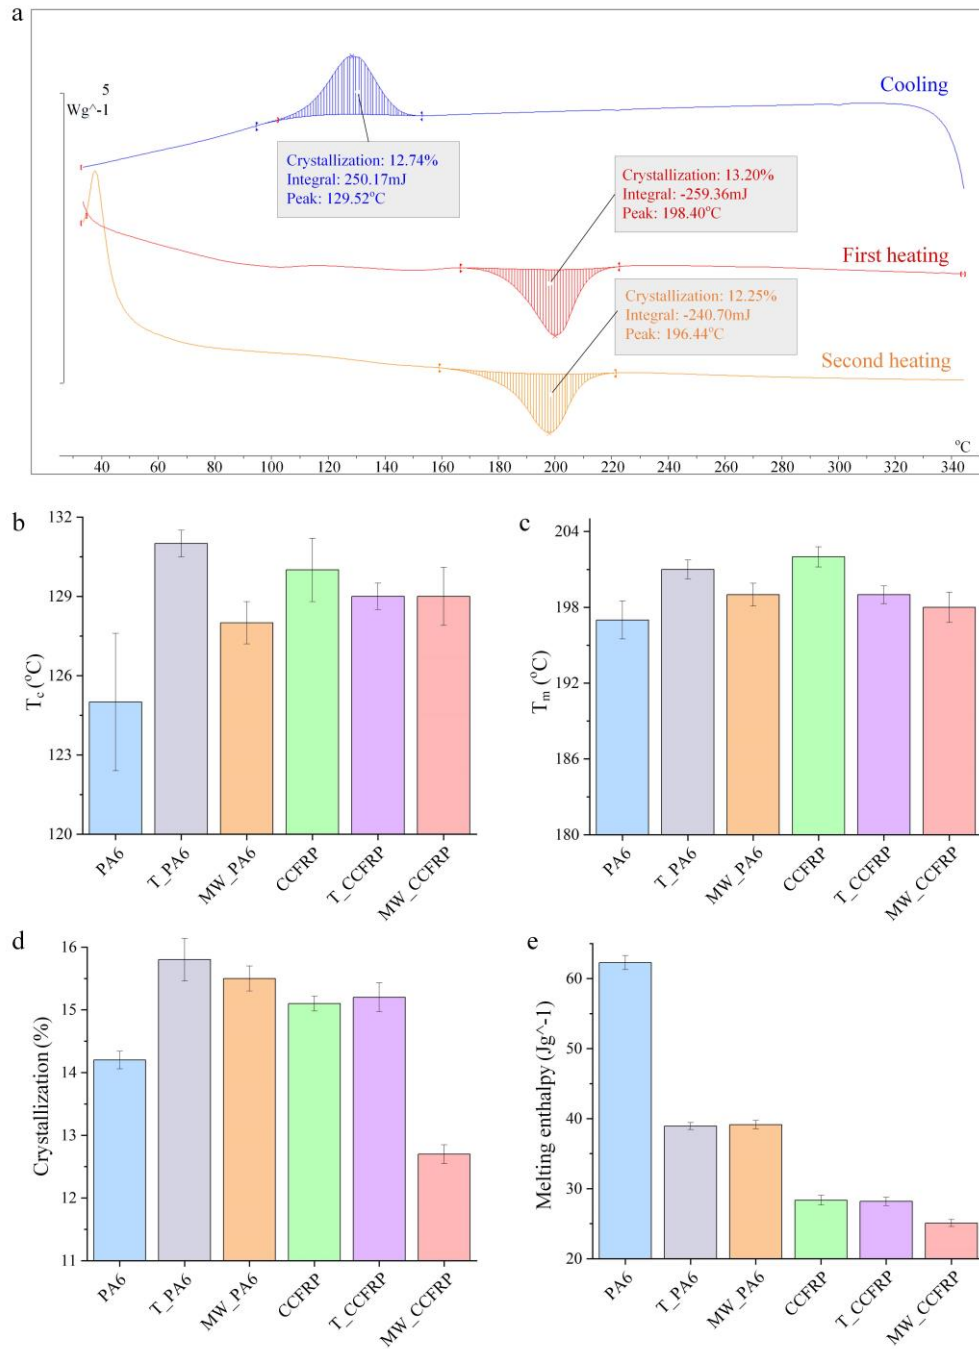 a
5
Wg^-1
Cooling
Crystallization: 12.74%
Integral: 250.17mJ
Peak: 129.52°C
Crystallization: 13.20%
Integral: -259.36mJ
Peak: 198.40°C
First heating
Crystallization: 12.25%
Integral: -240.70mJ
Peak: 196.44°C
Second heating
°C
40 60 80 100 120 140 160 180 200 220 240 260 280 300 320 340
b
132
129
126
123
120
Tc (°C)
PA6 T_PA6 MW_PA6 CCFRP T_CCFRP MW_CCFRP
c
204
198
192
186
180
Tm (°C)
PA6 T_PA6 MW_PA6 CCFRP T_CCFRP MW_CCFRP
d
16
15
14
13
12
11
Crystallization (%)
PA6 T_PA6 MW_PA6 CCFRP T_CCFRP MW_CCFRP
e
60
50
40
30
20
Melting enthalpy (Jg^-1)
PA6 T_PA6 MW_PA6 CCFRP T_CCFRP MW_CCFRP